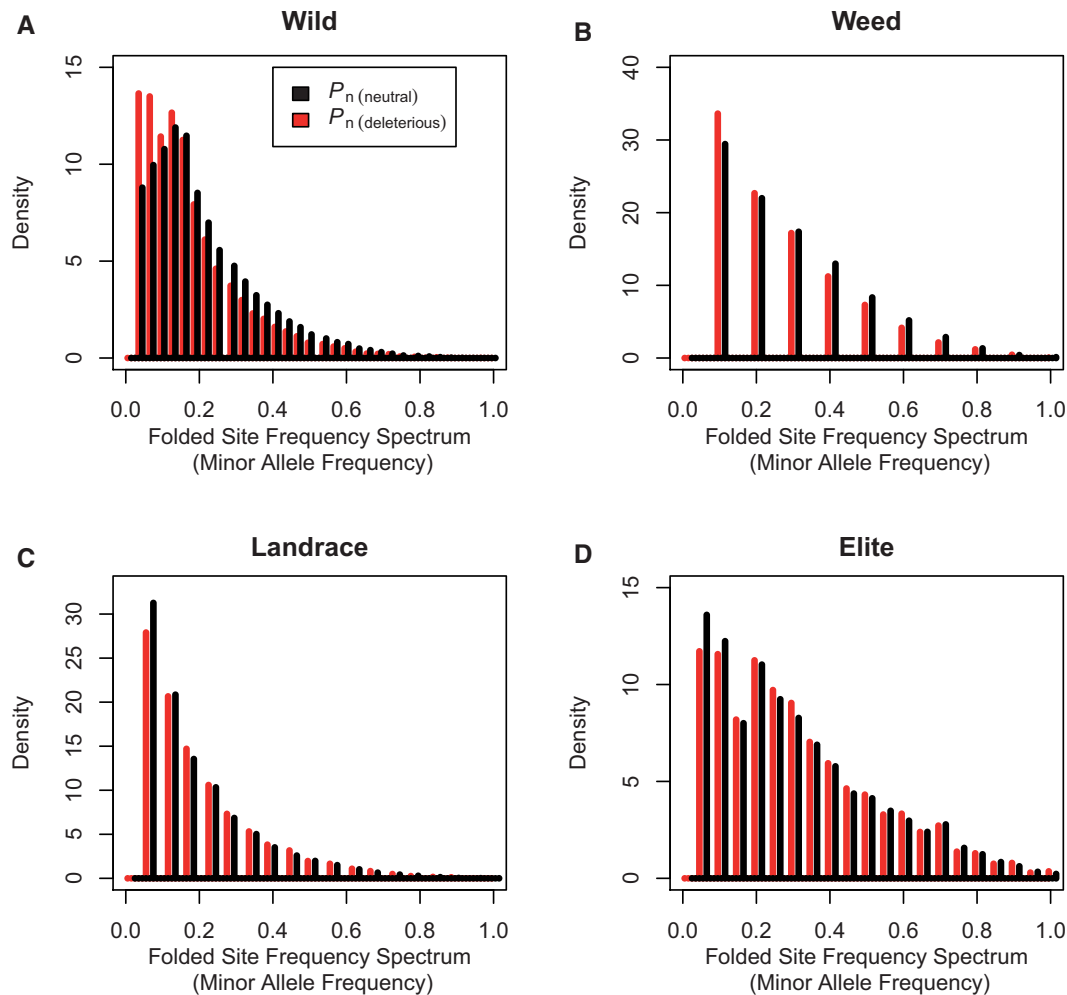 A
Wild
15
10
5
0
Density
P n (neutral)
P n (deleterious)
0.0 0.2 0.4 0.6 0.8 1.0
Folded Site Frequency Spectrum
(Minor Allele Frequency)
B
Weed
40
30
20
10
0
Density
0.0 0.2 0.4 0.6 0.8 1.0
Folded Site Frequency Spectrum
(Minor Allele Frequency)
C
Landrace
30
25
20
15
10
5
0
Density
0.0 0.2 0.4 0.6 0.8 1.0
Folded Site Frequency Spectrum
(Minor Allele Frequency)
D
Elite
15
10
5
0
Density
0.0 0.2 0.4 0.6 0.8 1.0
Folded Site Frequency Spectrum
(Minor Allele Frequency)